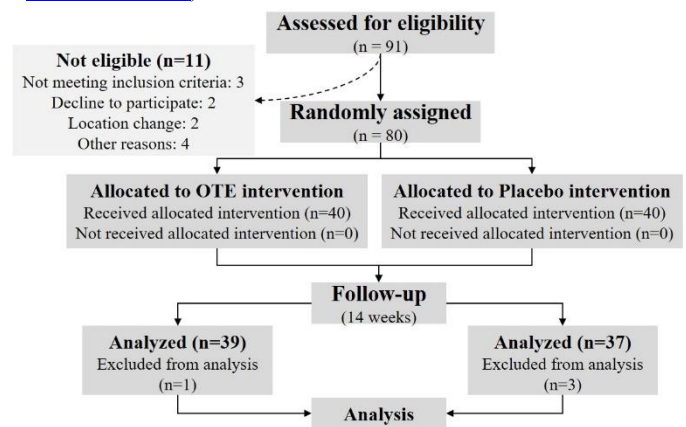 Assessed for eligibility
(n = 91)
Not eligible (n=11)
Not meeting inclusion criteria: 3
Decline to participate: 2
Location change: 2
Other reasons: 4
Randomly assigned
(n = 80)
Allocated to OTE intervention
Received allocated intervention (n=40)
Not received allocated intervention (n=0)
Allocated to Placebo intervention
Received allocated intervention (n=40)
Not received allocated intervention (n=0)
Follow-up
(14 weeks)
Analyzed (n=39)
Excluded from analysis
(n=1)
Analyzed (n=37)
Excluded from analysis
(n=3)
Analysis